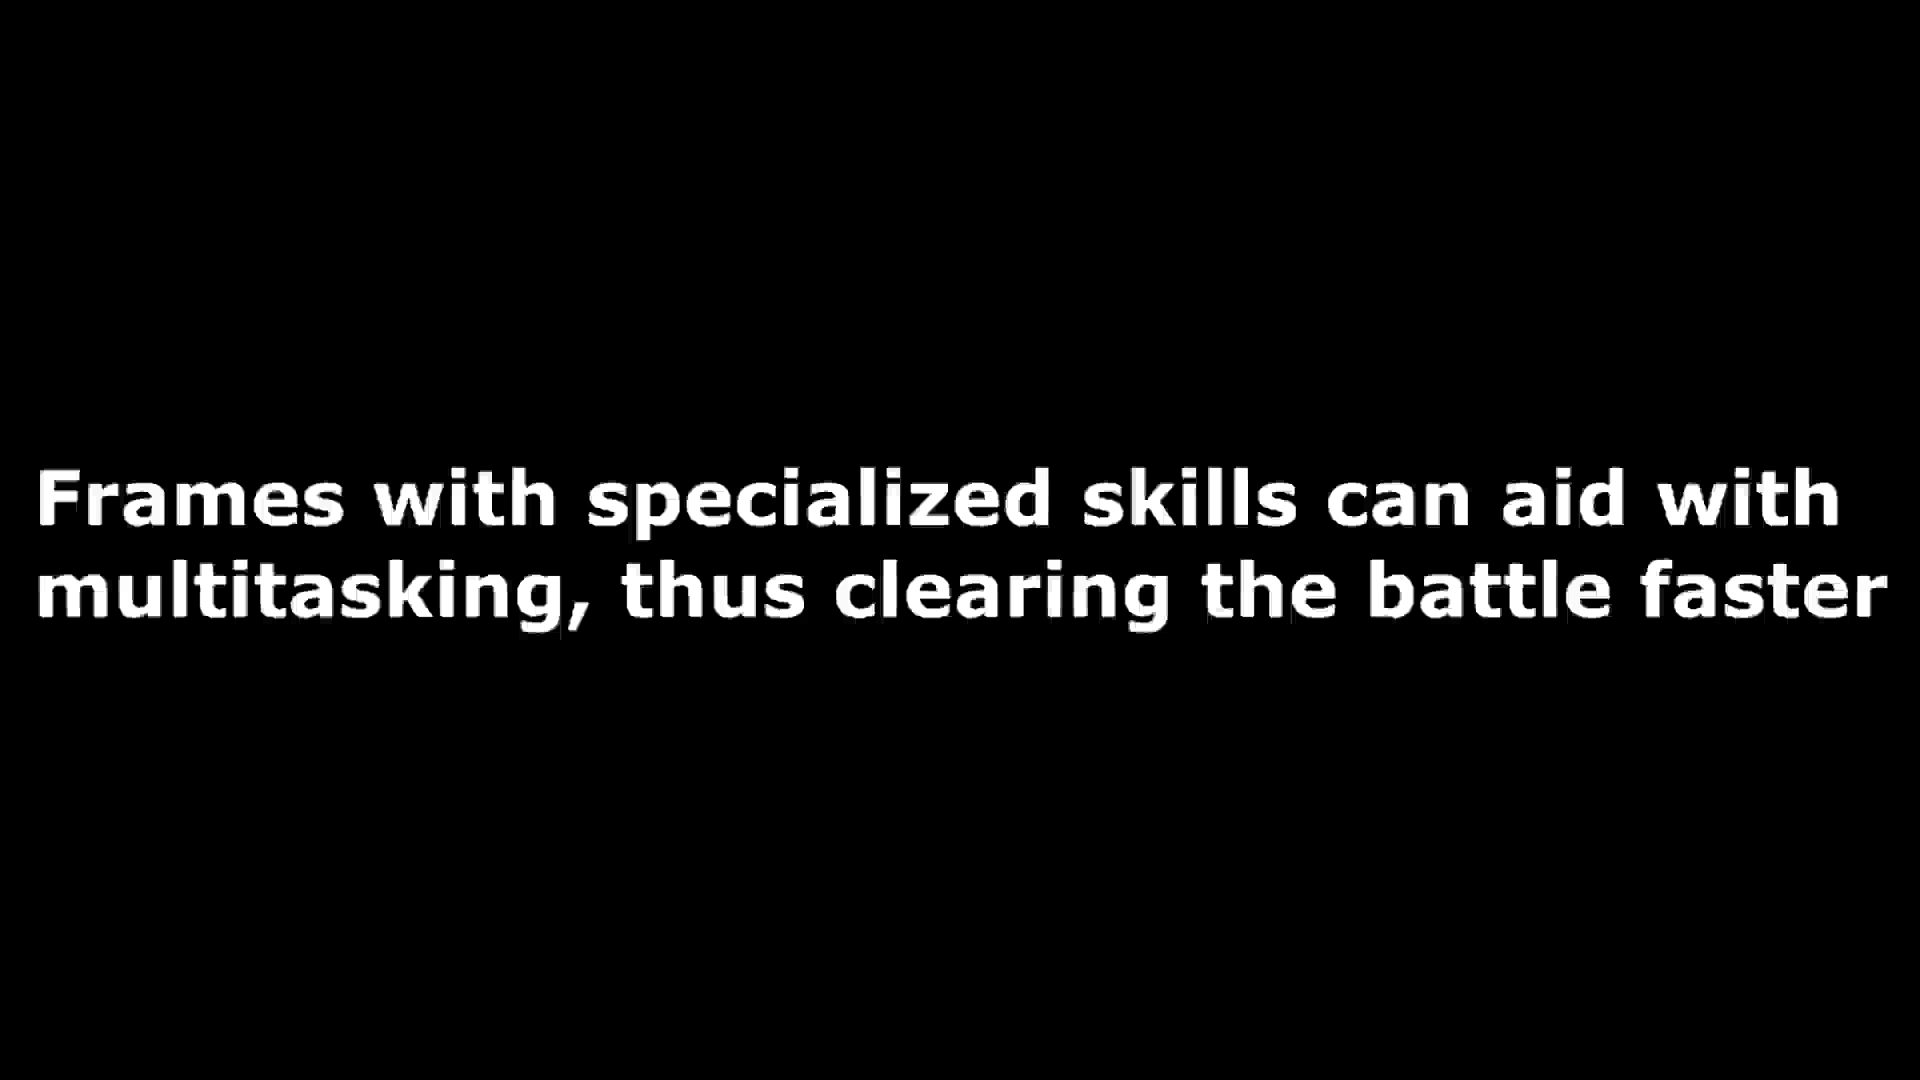 Frames with specialized skills can aid with
multitasking, thus clearing the battle faster